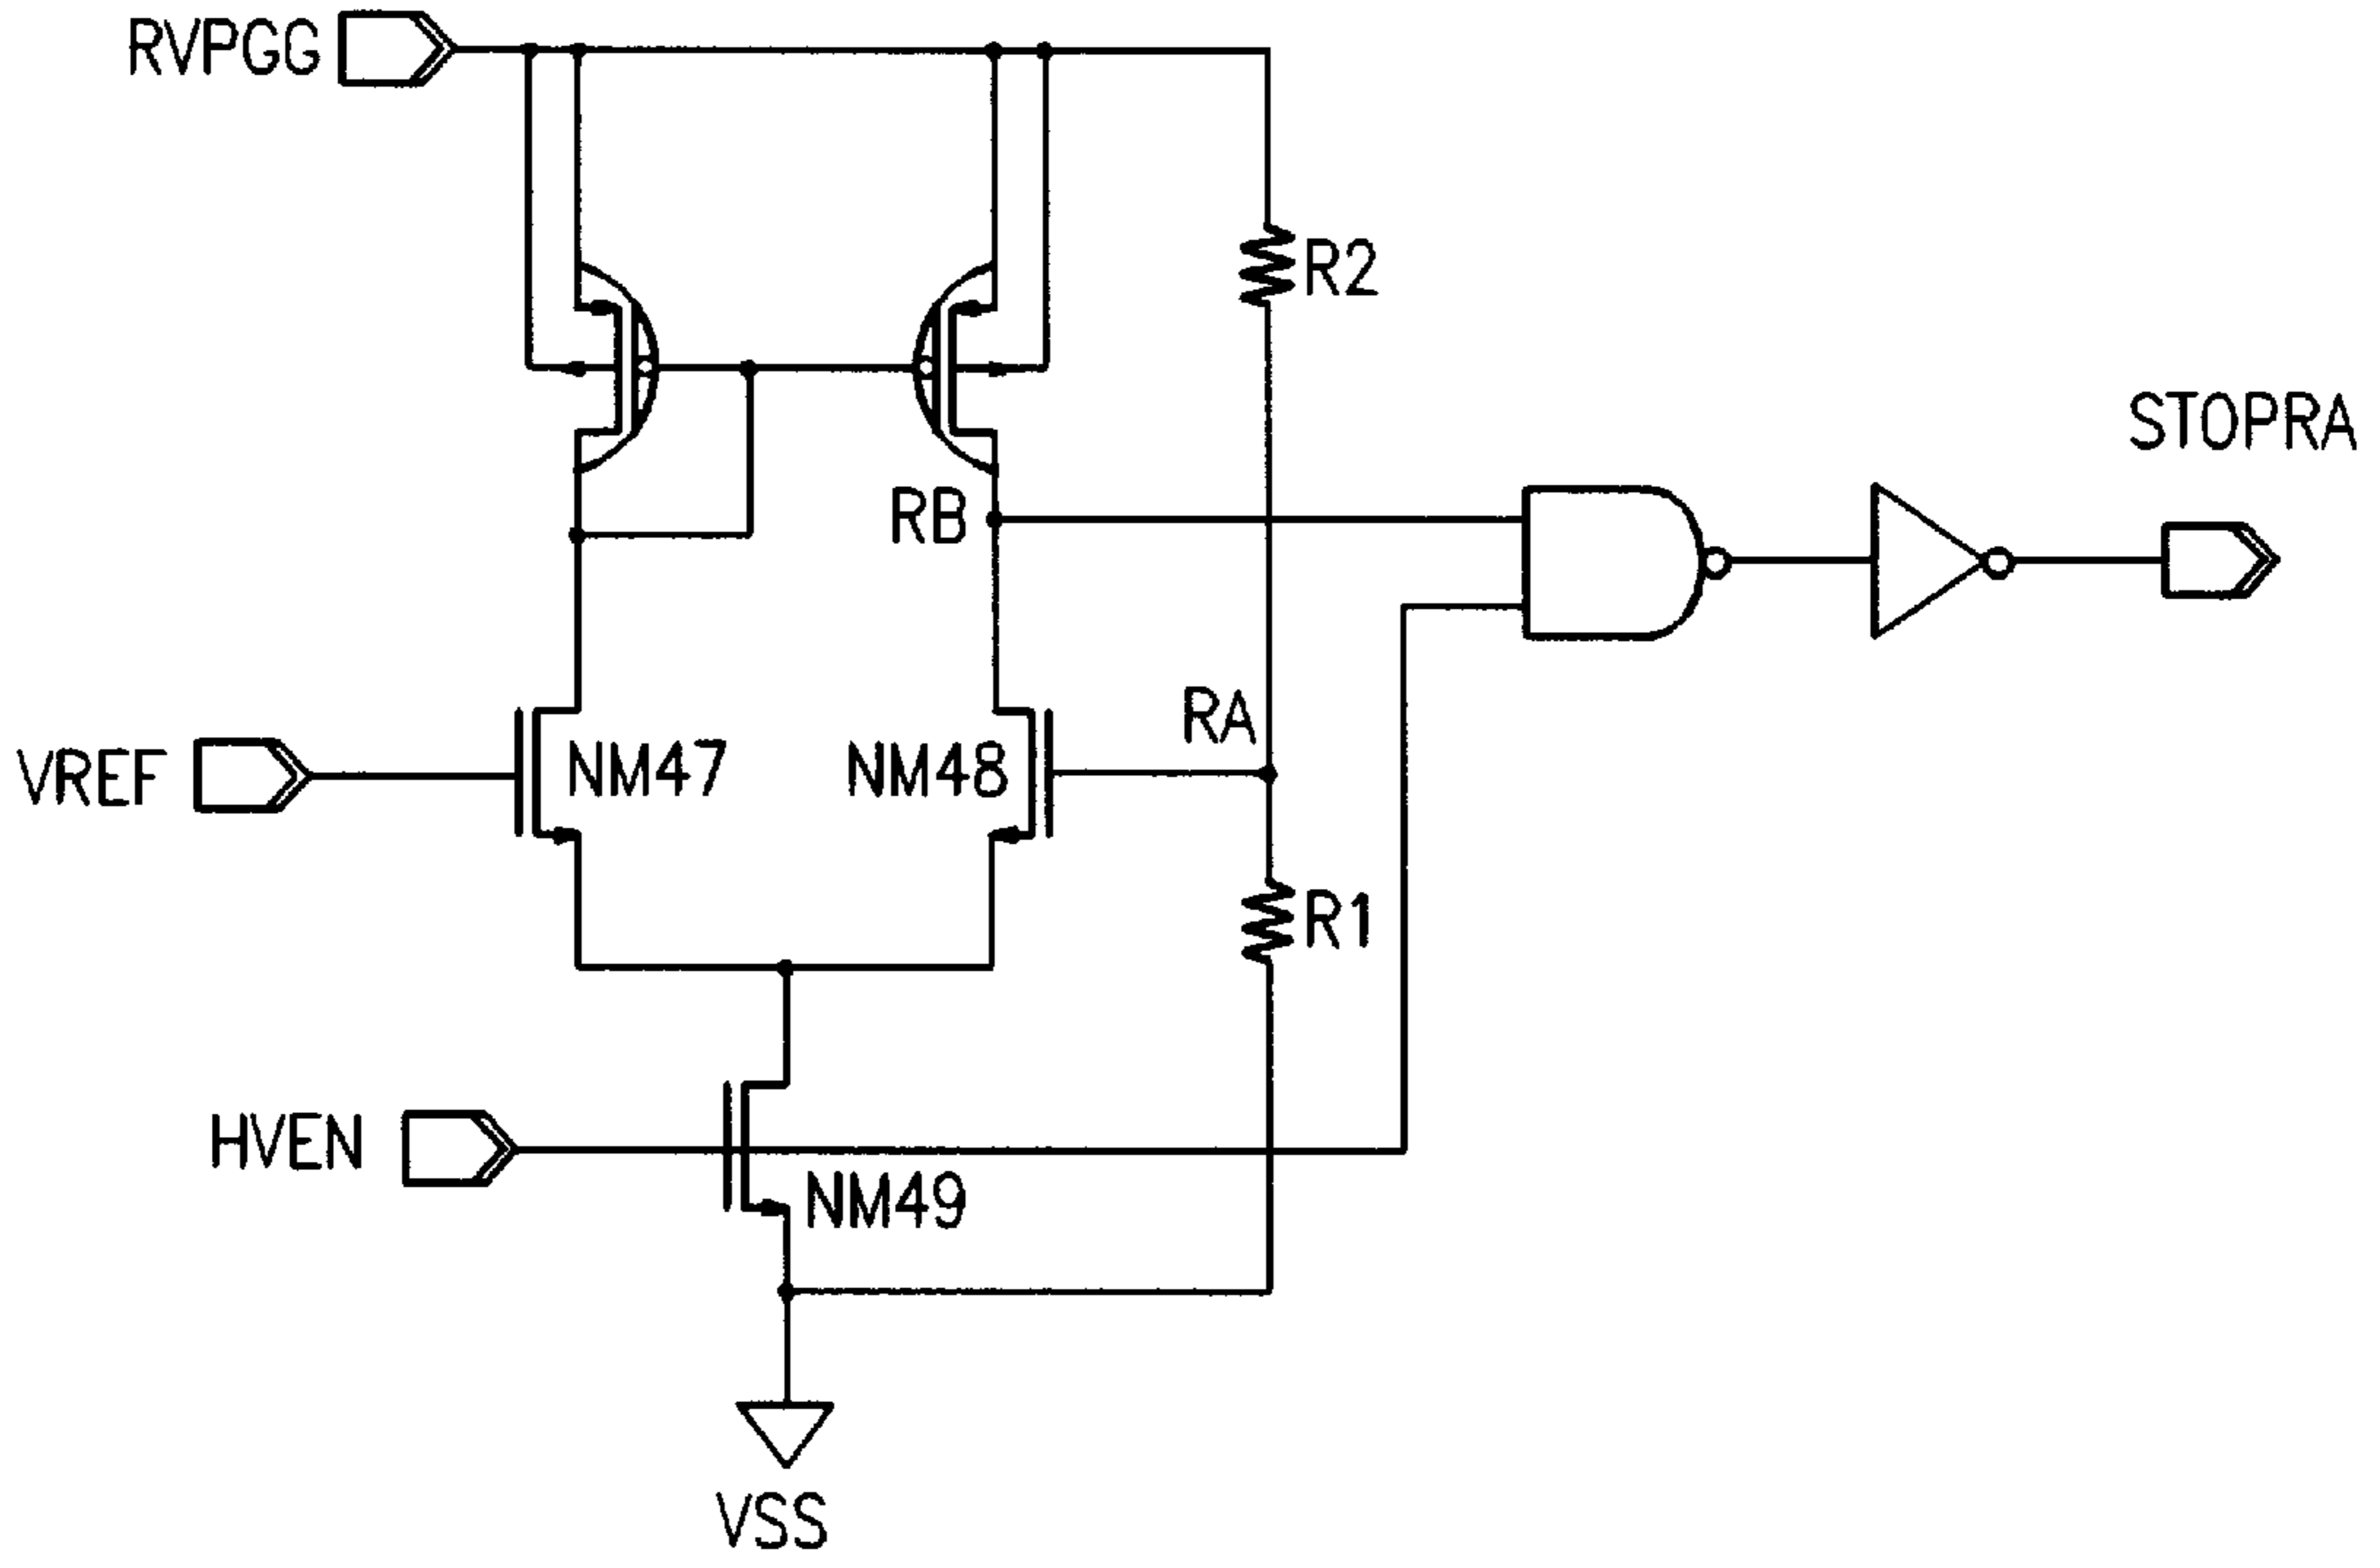 RVPGG
R2
STOPRA
RB
RA
VREF
NM47
NM48
R1
HVEN
NM49
VSS